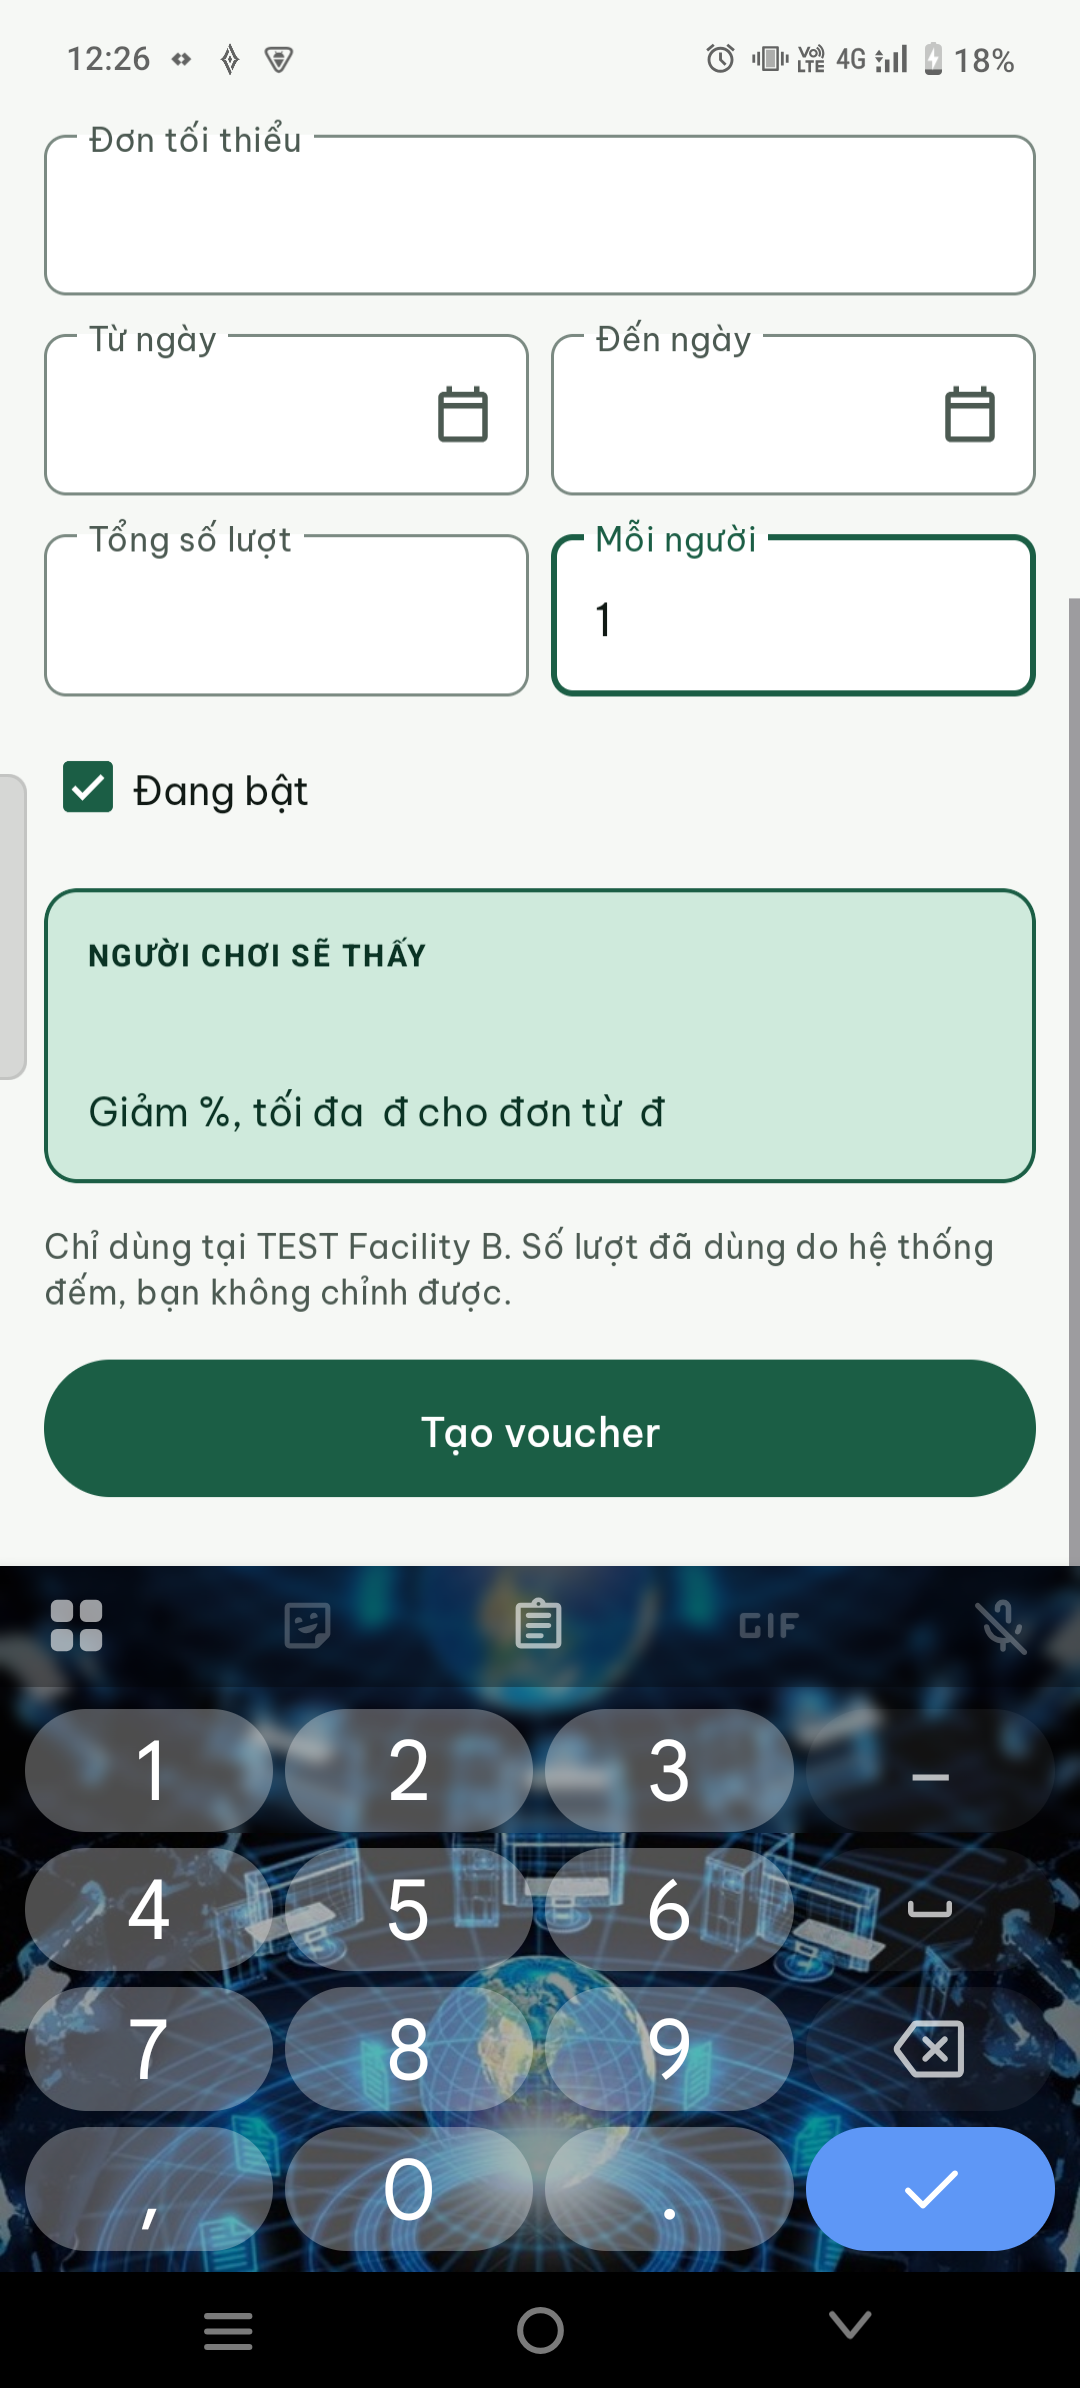 12:26 VoLTE 4G 18%
Đơn tối thiểu
Từ ngày Đến ngày
Tổng số lượt Mỗi người
1
Đang bật
NGƯỜI CHƠI SẼ THẤY
Giảm %, tối đa đ cho đơn từ đ
Chỉ dùng tại TEST Facility B. Số lượt đã dùng do hệ thống
đếm, bạn không chỉnh được.
Tạo voucher
GIF
1 2 3 –
4 5 6
7 8 9
, 0 .